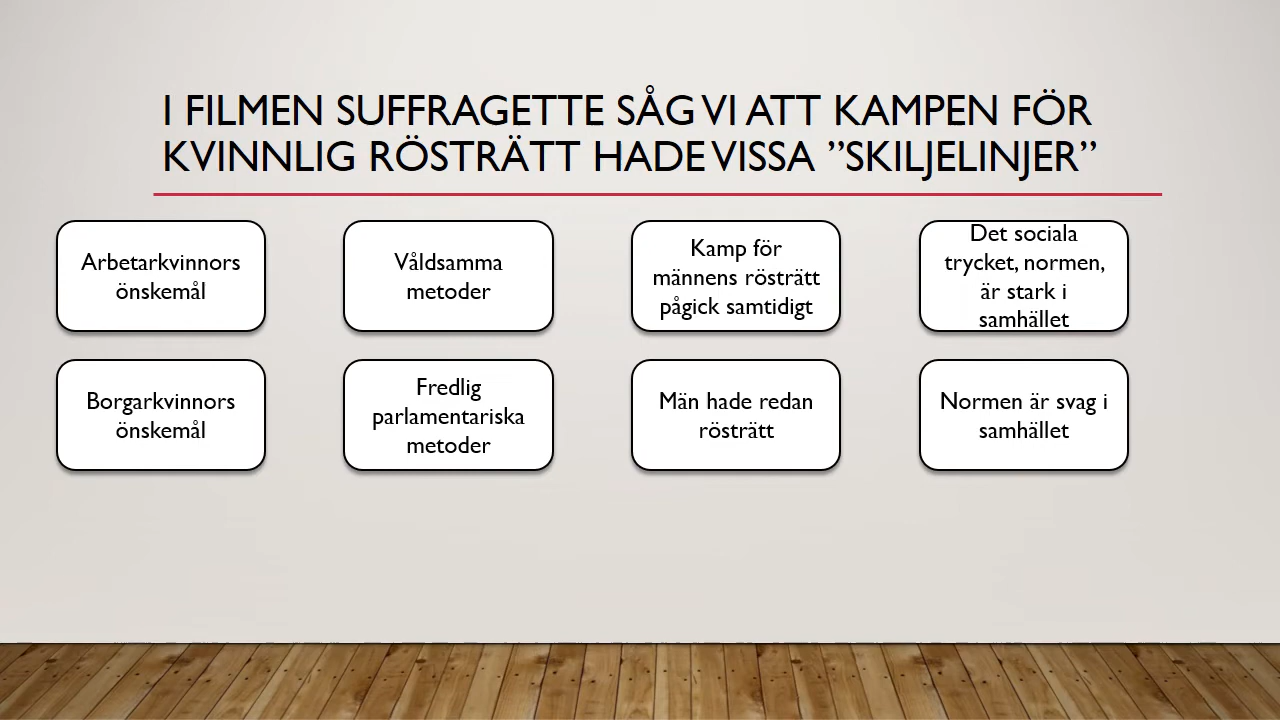 I FILMEN SUFFRAGETTE SÅG VI ATT KAMPEN FÖR
KVINNLIG RÖSTRÄTT HADE VISSA ”SKILJELINJER”
Arbetarkvinnors
önskemål
Våldsamma
metoder
Kamp för
männens rösträtt
pågick samtidigt
Det sociala
trycket, normen,
är stark i
samhället
Borgarkvinnors
önskemål
Fredlig
parlamentariska
metoder
Män hade redan
rösträtt
Normen är svag i
samhället